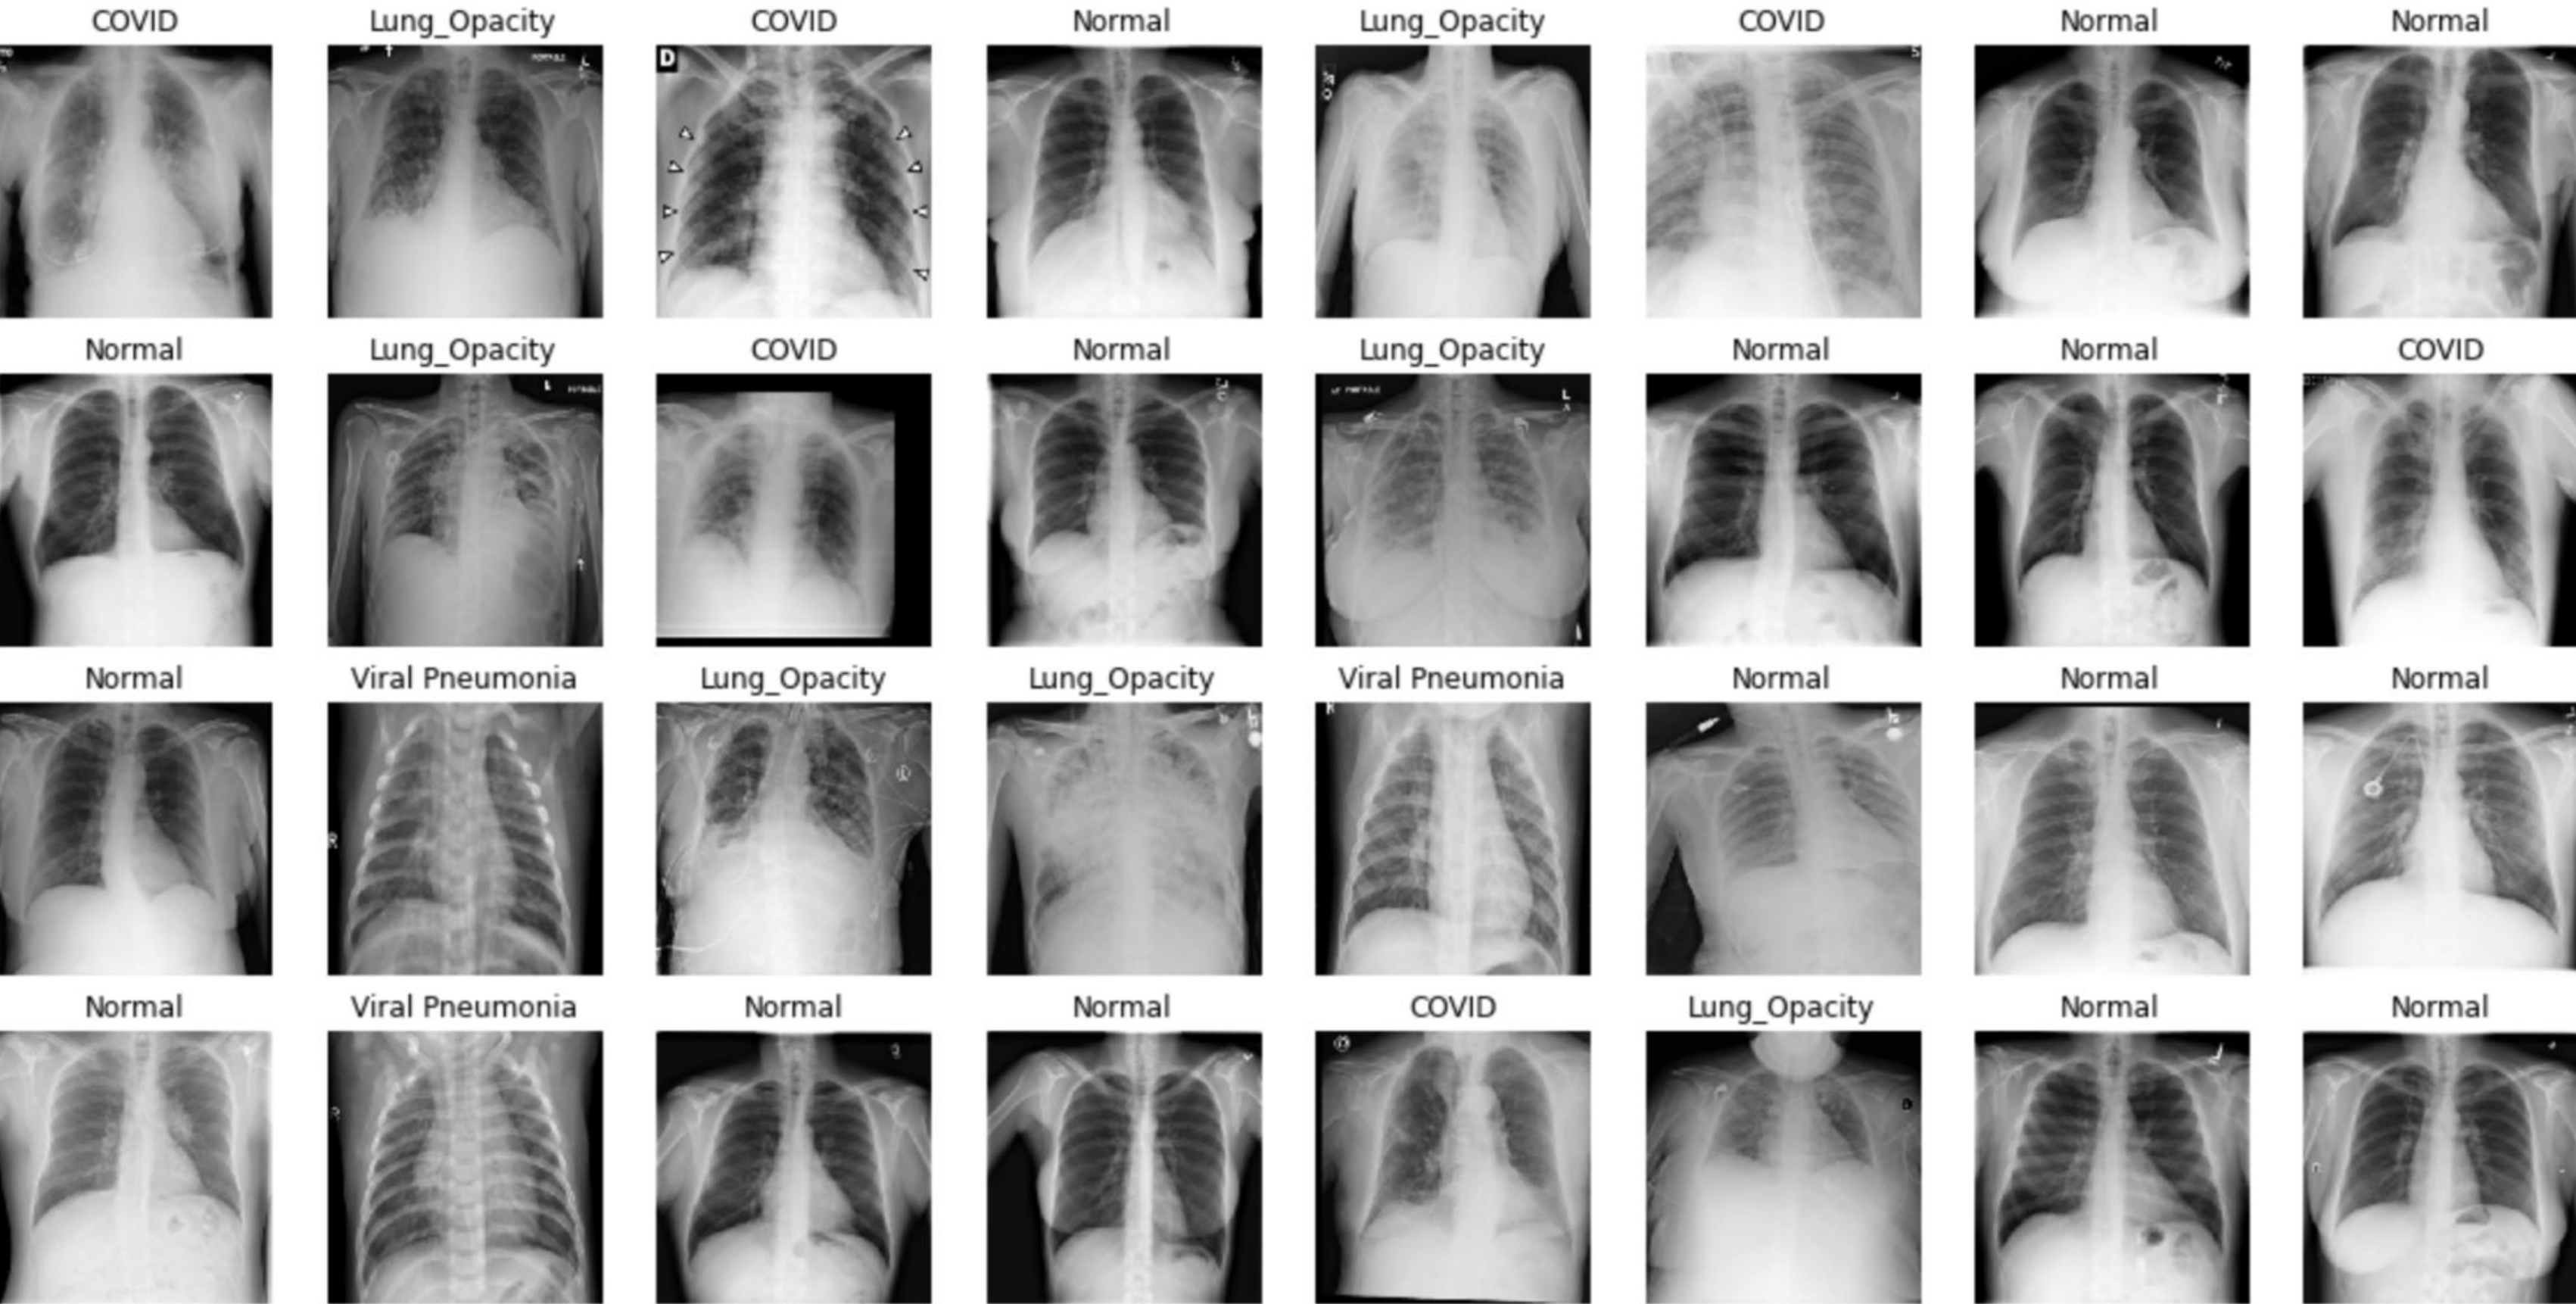 COVID Lung_Opacity COVID Normal Lung_Opacity COVID Normal Normal
D
Normal Lung_Opacity COVID Normal Lung_Opacity Normal Normal COVID
L
Normal Viral Pneumonia Lung_Opacity Lung_Opacity Viral Pneumonia Normal Normal Normal
R
R
Normal Viral Pneumonia Normal Normal COVID Lung_Opacity Normal Normal